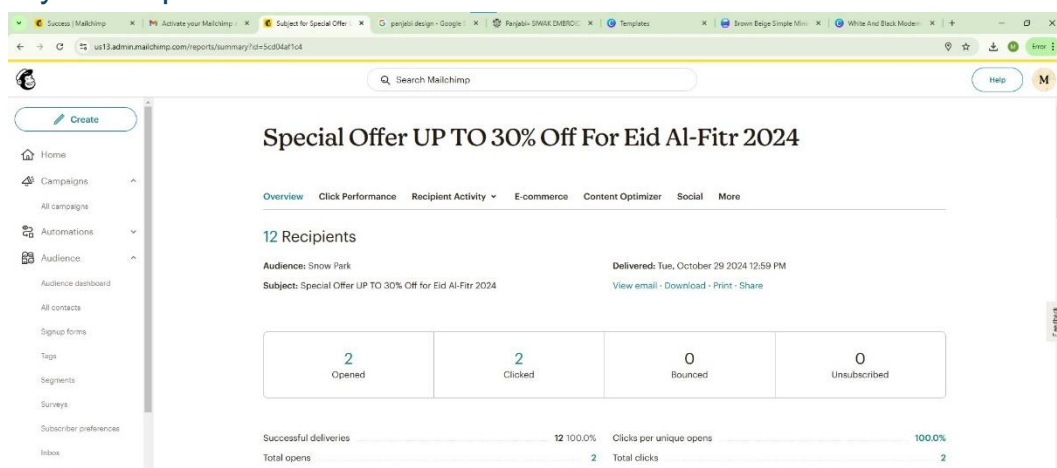 Success | Mailchimp
Activate your Mailchimp
Subject for Special Offer
panjabi design - Google
Panjabi– SIWAK EMBROI
Templates
Brown Beige Simple Mini
White And Black Modern
us13.admin.mailchimp.com/reports/summary?id=5cd04af1c4
Error
Search Mailchimp
Help
M
Create
Home
Campaigns
All campaigns
Automations
Audience
Audience dashboard
All contacts
Signup forms
Tags
Segments
Surveys
Subscriber preferences
Inbox
Special Offer UP TO 30% Off For Eid Al-Fitr 2024
Overview Click Performance Recipient Activity E-commerce Content Optimizer Social More
12 Recipients
Audience: Snow Park
Delivered: Tue, October 29 2024 12:59 PM
Subject: Special Offer UP TO 30% Off for Eid Al-Fitr 2024
View email · Download · Print · Share
2 2 0 0
Opened Clicked Bounced Unsubscribed
Successful deliveries 12 100.0% Clicks per unique opens 100.0%
Total opens 2 Total clicks 2
Feedback